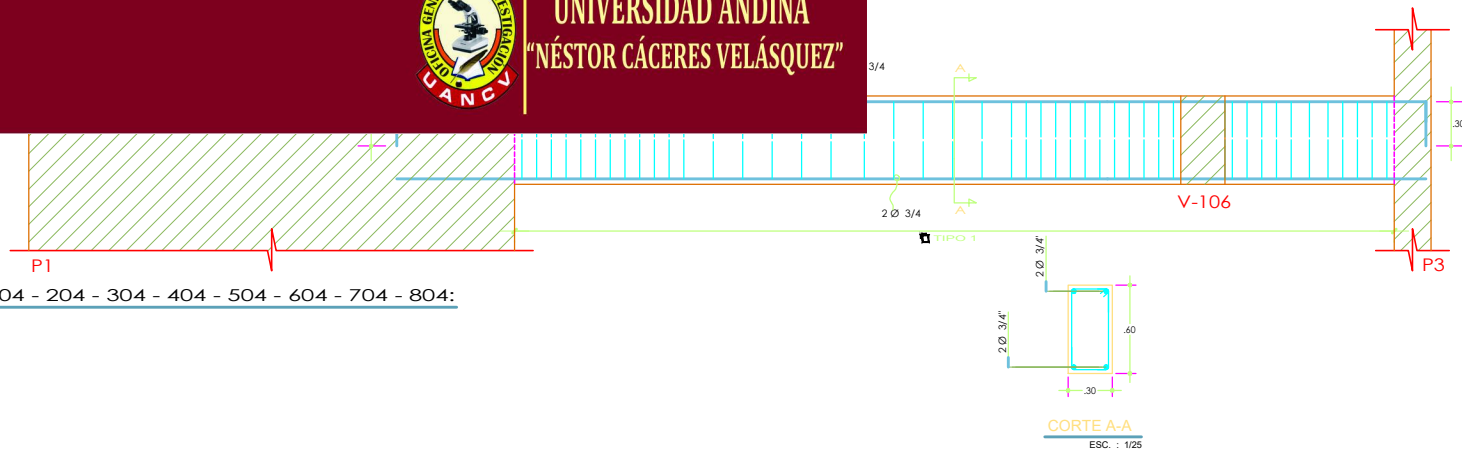 UNIVERSIDAD ANDINA
“NÉSTOR CÁCERES VELÁSQUEZ”
UANCV
3/4
A
.30
V-106
2 Ø 3/4
A
TIPO 1
P1
P3
04 - 204 - 304 - 404 - 504 - 604 - 704 - 804:
2 Ø 3/4"
2 Ø 3/4"
.60
.30
CORTE A-A
ESC. : 1/25